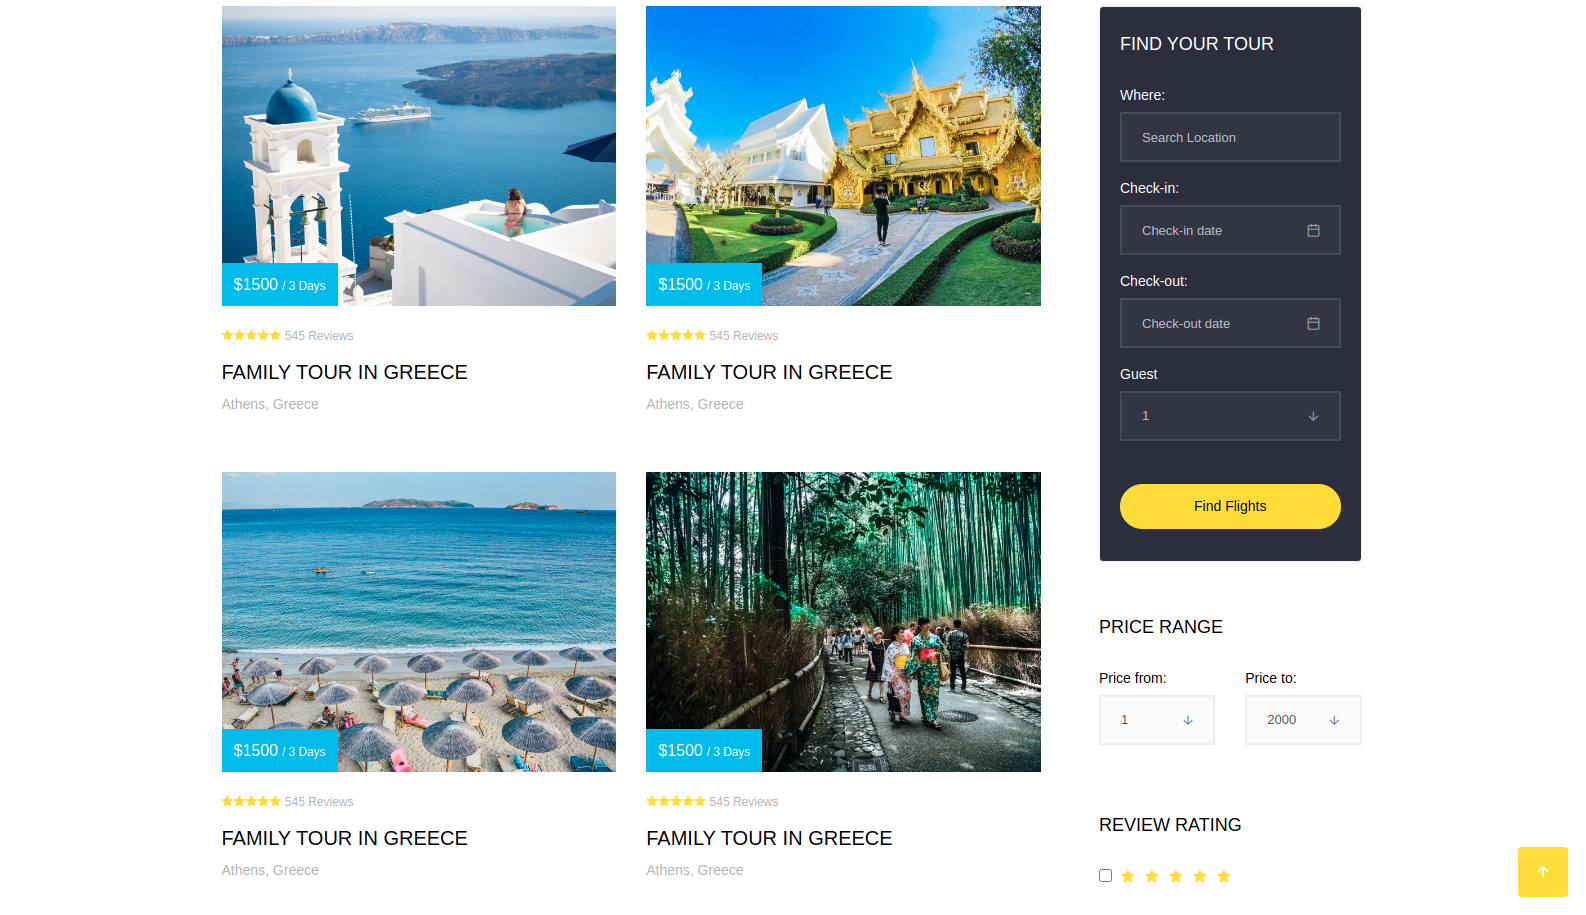 $1500 / 3 Days
545 Reviews
FAMILY TOUR IN GREECE
Athens, Greece
$1500 / 3 Days
545 Reviews
FAMILY TOUR IN GREECE
Athens, Greece
$1500 / 3 Days
545 Reviews
FAMILY TOUR IN GREECE
Athens, Greece
$1500 / 3 Days
545 Reviews
FAMILY TOUR IN GREECE
Athens, Greece
FIND YOUR TOUR
Where:
Search Location
Check-in:
Check-in date
Check-out:
Check-out date
Guest
1
Find Flights
PRICE RANGE
Price from:
1
Price to:
2000
REVIEW RATING